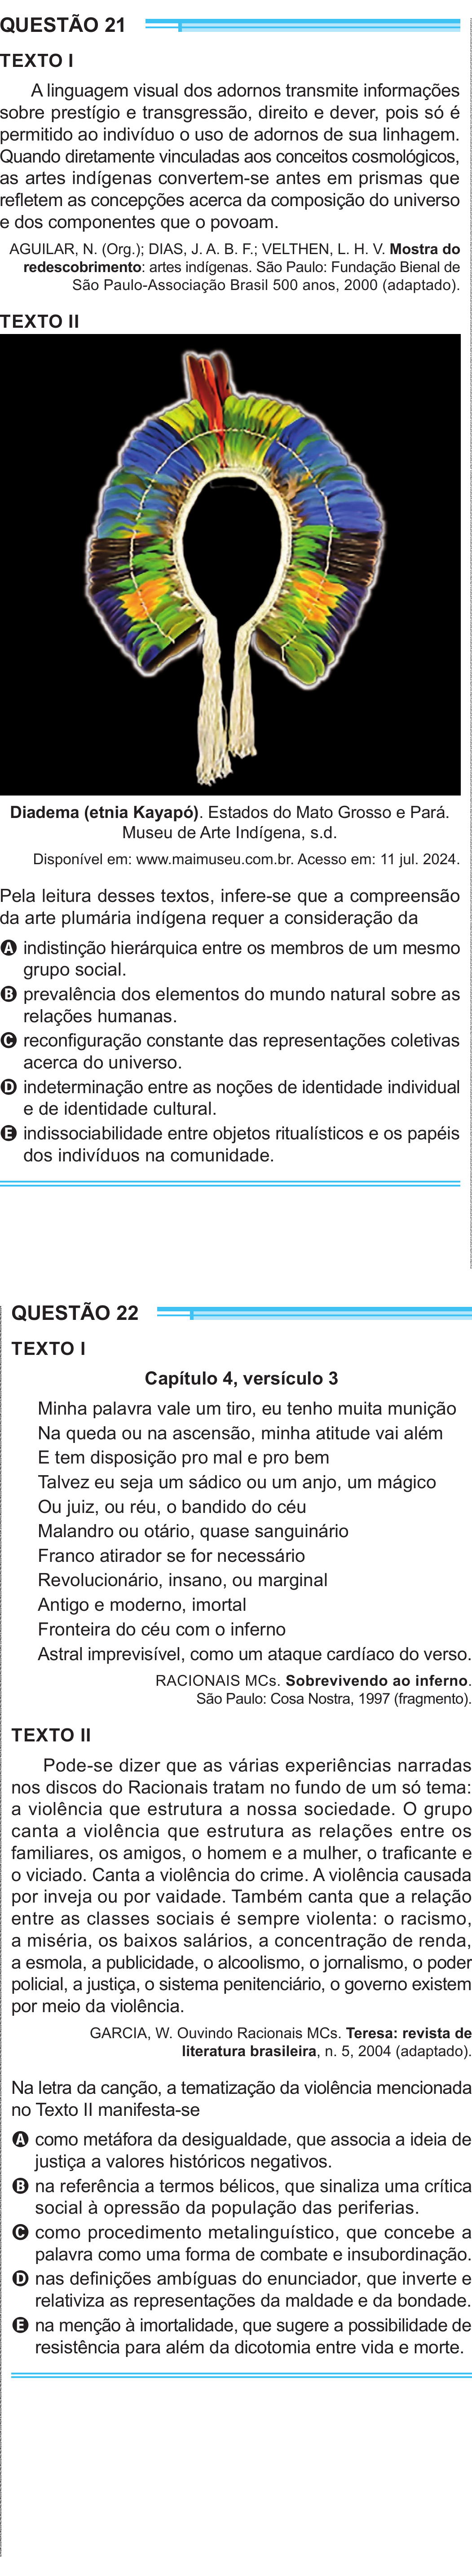 QUESTÃO 21
TEXTO I
A linguagem visual dos adornos transmite informações
sobre prestígio e transgressão, direito e dever, pois só é
permitido ao indivíduo o uso de adornos de sua linhagem.
Quando diretamente vinculadas aos conceitos cosmológicos,
as artes indígenas convertem-se antes em prismas que
refletem as concepções acerca da composição do universo
e dos componentes que o povoam.
AGUILAR, N. (Org.); DIAS, J. A. B. F.; VELTHEN, L. H. V. Mostra do
redescobrimento: artes indígenas. São Paulo: Fundação Bienal de
São Paulo-Associação Brasil 500 anos, 2000 (adaptado).
TEXTO II
Diadema (etnia Kayapó). Estados do Mato Grosso e Pará.
Museu de Arte Indígena, s.d.
Disponível em: www.maimuseu.com.br. Acesso em: 11 jul. 2024.
Pela leitura desses textos, infere-se que a compreensão
da arte plumária indígena requer a consideração da
A indistinção hierárquica entre os membros de um mesmo
grupo social.
B prevalência dos elementos do mundo natural sobre as
relações humanas.
C reconfiguração constante das representações coletivas
acerca do universo.
D indeterminação entre as noções de identidade individual
e de identidade cultural.
E indissociabilidade entre objetos ritualísticos e os papéis
dos indivíduos na comunidade.
QUESTÃO 22
TEXTO I
Capítulo 4, versículo 3
Minha palavra vale um tiro, eu tenho muita munição
Na queda ou na ascensão, minha atitude vai além
E tem disposição pro mal e pro bem
Talvez eu seja um sádico ou um anjo, um mágico
Ou juiz, ou réu, o bandido do céu
Malandro ou otário, quase sanguinário
Franco atirador se for necessário
Revolucionário, insano, ou marginal
Antigo e moderno, imortal
Fronteira do céu com o inferno
Astral imprevisível, como um ataque cardíaco do verso.
RACIONAIS MCs. Sobrevivendo ao inferno.
São Paulo: Cosa Nostra, 1997 (fragmento).
TEXTO II
Pode-se dizer que as várias experiências narradas
nos discos do Racionais tratam no fundo de um só tema:
a violência que estrutura a nossa sociedade. O grupo
canta a violência que estrutura as relações entre os
familiares, os amigos, o homem e a mulher, o traficante e
o viciado. Canta a violência do crime. A violência causada
por inveja ou por vaidade. Também canta que a relação
entre as classes sociais é sempre violenta: o racismo,
a miséria, os baixos salários, a concentração de renda,
a esmola, a publicidade, o alcoolismo, o jornalismo, o poder
policial, a justiça, o sistema penitenciário, o governo existem
por meio da violência.
GARCIA, W. Ouvindo Racionais MCs. Teresa: revista de
literatura brasileira, n. 5, 2004 (adaptado).
Na letra da canção, a tematização da violência mencionada
no Texto II manifesta-se
A como metáfora da desigualdade, que associa a ideia de
justiça a valores históricos negativos.
B na referência a termos bélicos, que sinaliza uma crítica
social à opressão da população das periferias.
C como procedimento metalinguístico, que concebe a
palavra como uma forma de combate e insubordinação.
D nas definições ambíguas do enunciador, que inverte e
relativiza as representações da maldade e da bondade.
E na menção à imortalidade, que sugere a possibilidade de
resistência para além da dicotomia entre vida e morte.